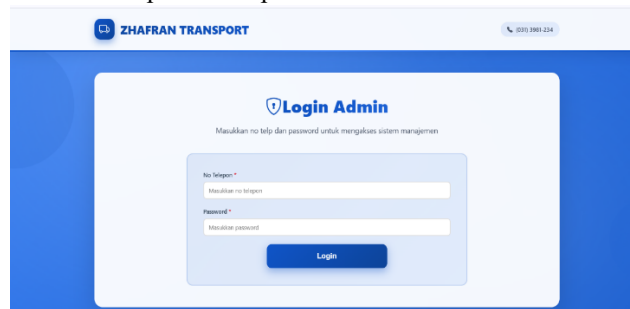 ZHAFRAN TRANSPORT
(031) 3981-234
Login Admin
Masukkan no telp dan password untuk mengakses sistem manajemen
No Telepon *
Masukkan no telepon
Password *
Masukkan password
Login